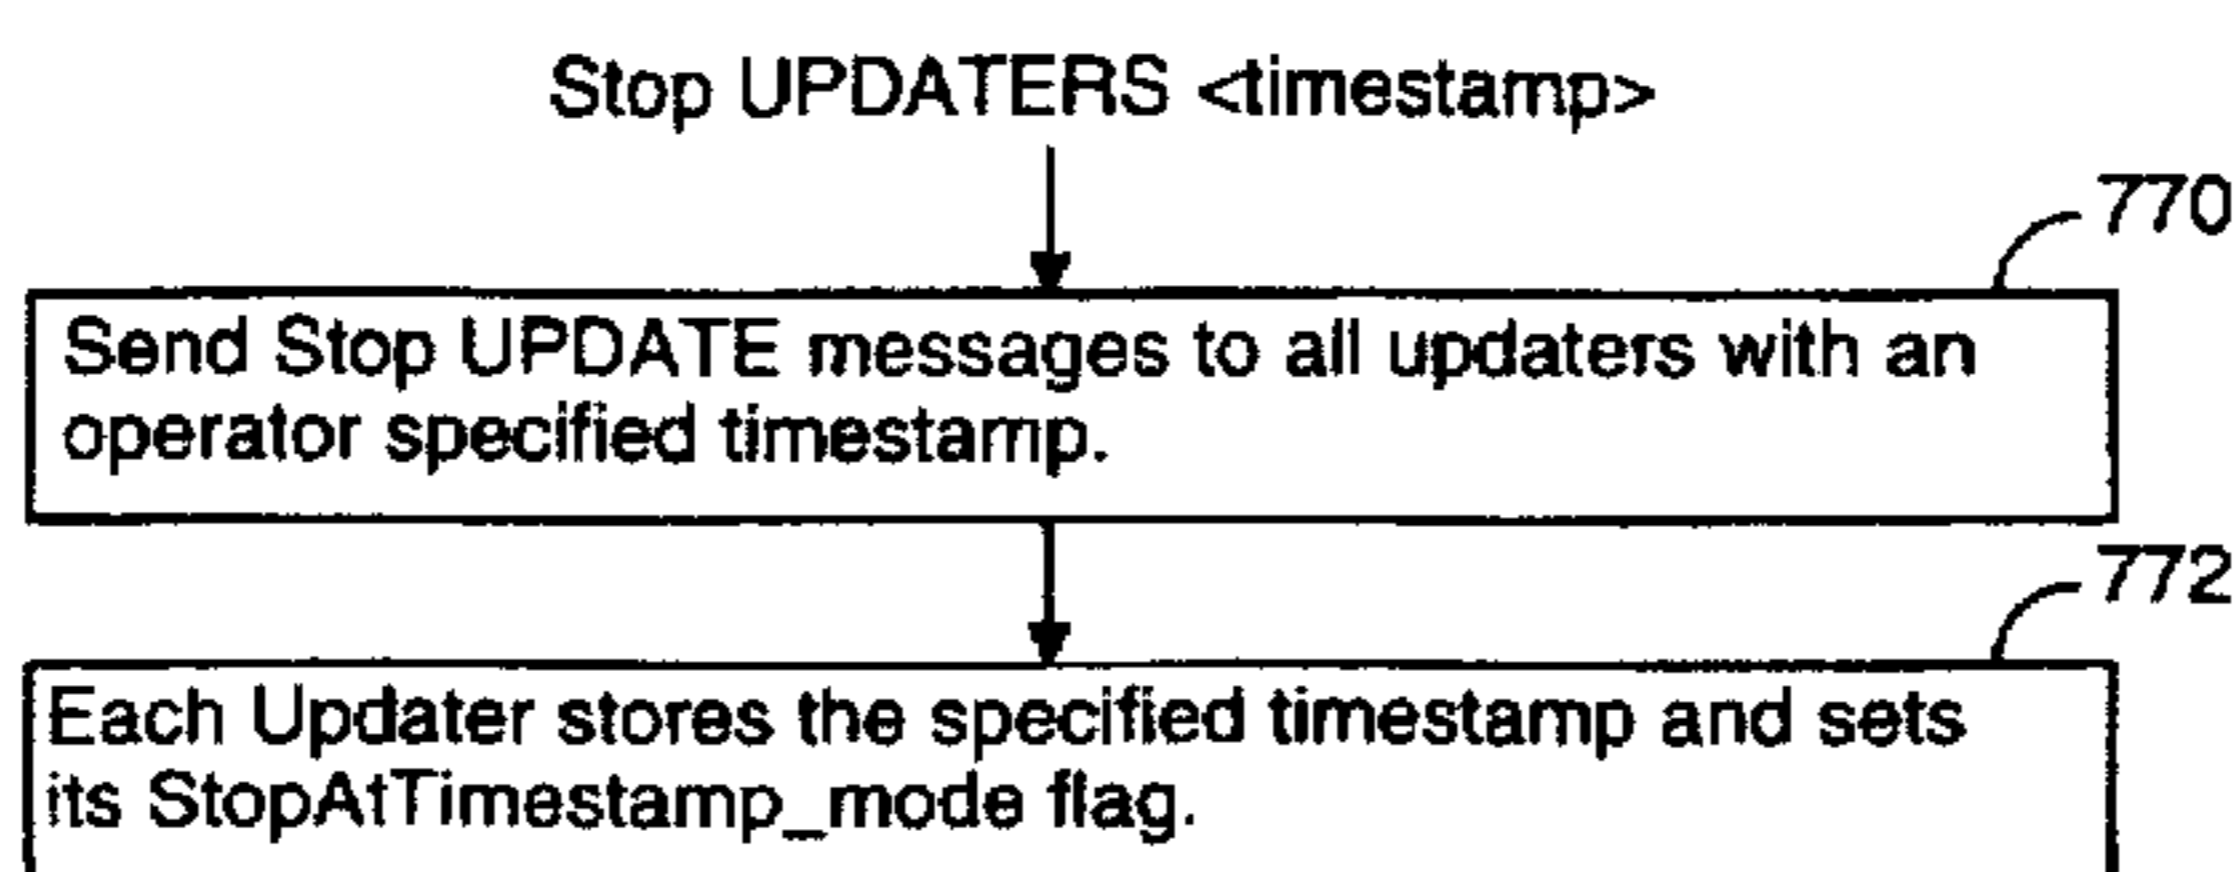 Stop UPDATERS <timestamp>
770
Send Stop UPDATE messages to all updaters with an
operator specified timestamp.
772
Each Updater stores the specified timestamp and sets
its StopAtTimestamp_mode flag.